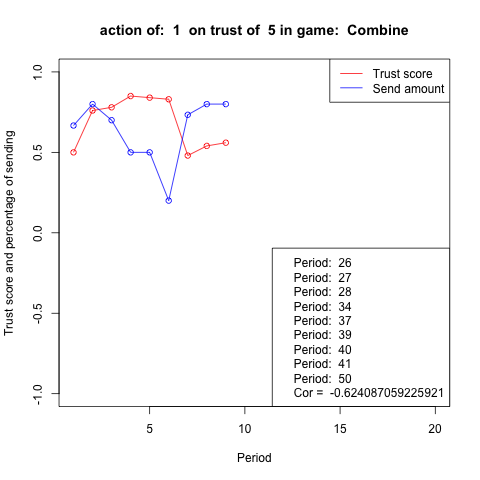 action of:  1  on trust of  5 in game:  Combine
Trust score
Send amount
Trust score and percentage of sending
1.0
0.5
0.0
-0.5
-1.0
Period:  26
Period:  27
Period:  28
Period:  34
Period:  37
Period:  39
Period:  40
Period:  41
Period:  50
Cor =  -0.624087059225921
5
10
15
20
Period